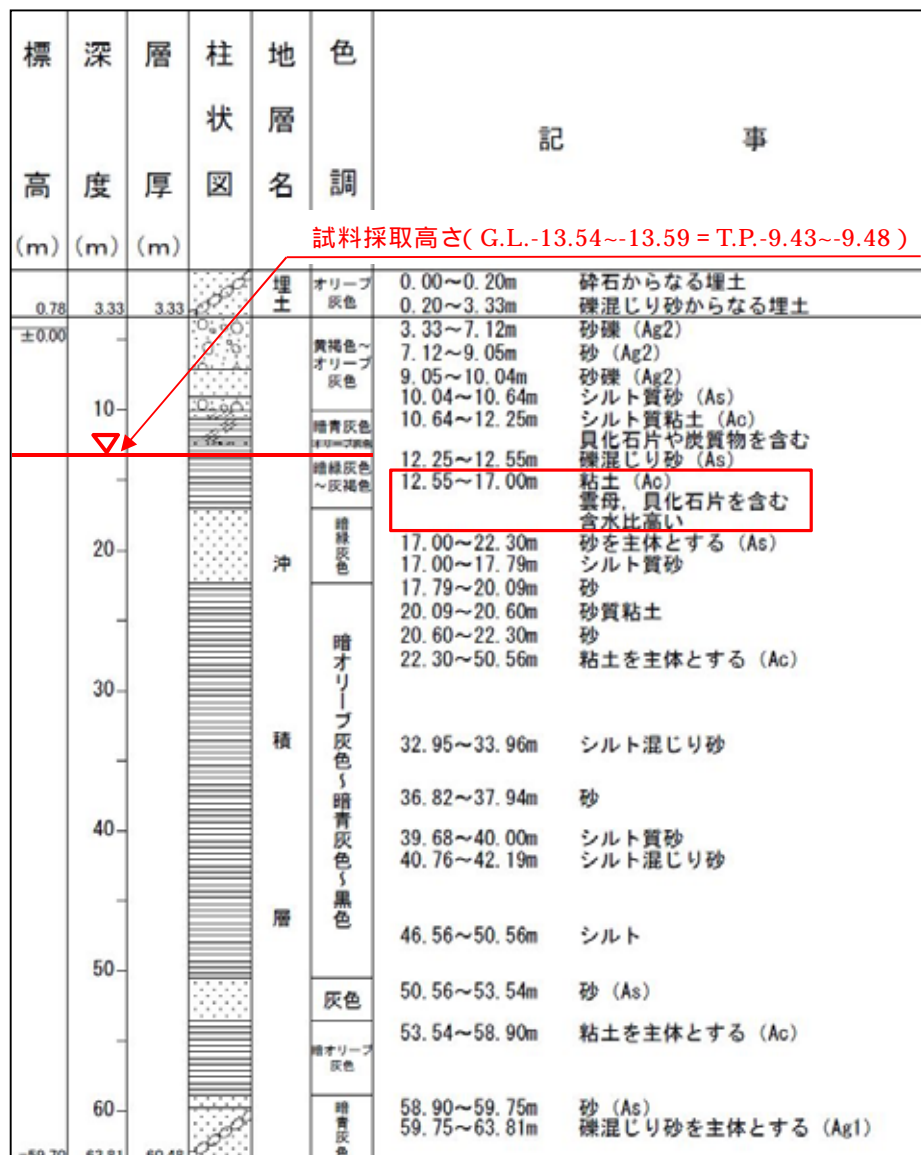 標高(m)
深度(m)
層厚(m)
柱状図
地層名
色調
記事
試料採取高さ( G.L.-13.54~-13.59 = T.P.-9.43~-9.48 )
0.78 3.33 3.33
±0.00
10
20
30
40
50
60
63.81 60.48
埋土
沖積層
オリーブ灰色
黄褐色～オリーブ灰色
暗青灰色
暗緑灰色～灰褐色
暗緑灰色
暗オリーブ灰色～暗青灰色～黒色
灰色
暗オリーブ灰色
暗青灰色
0.00～0.20m 砕石からなる埋土
0.20～3.33m 礫混じり砂からなる埋土
3.33～7.12m 砂礫 (Ag2)
7.12～9.05m 砂 (Ag2)
9.05～10.04m 砂礫 (Ag2)
10.04～10.64m シルト質砂 (As)
10.64～12.25m シルト質粘土 (Ac)
貝化石片や炭質物を含む
12.25～12.55m 礫混じり砂 (As)
12.55～17.00m 粘土 (Ac)
雲母，貝化石片を含む
含水比高い
17.00～22.30m 砂を主体とする (As)
17.00～17.79m シルト質砂
17.79～20.09m 砂
20.09～20.60m 砂質粘土
20.60～22.30m 砂
22.30～50.56m 粘土を主体とする (Ac)
32.95～33.96m シルト混じり砂
36.82～37.94m 砂
39.68～40.00m シルト質砂
40.76～42.19m シルト混じり砂
46.56～50.56m シルト
50.56～53.54m 砂 (As)
53.54～58.90m 粘土を主体とする (Ac)
58.90～59.75m 砂 (As)
59.75～63.81m 礫混じり砂を主体とする (Ag1)